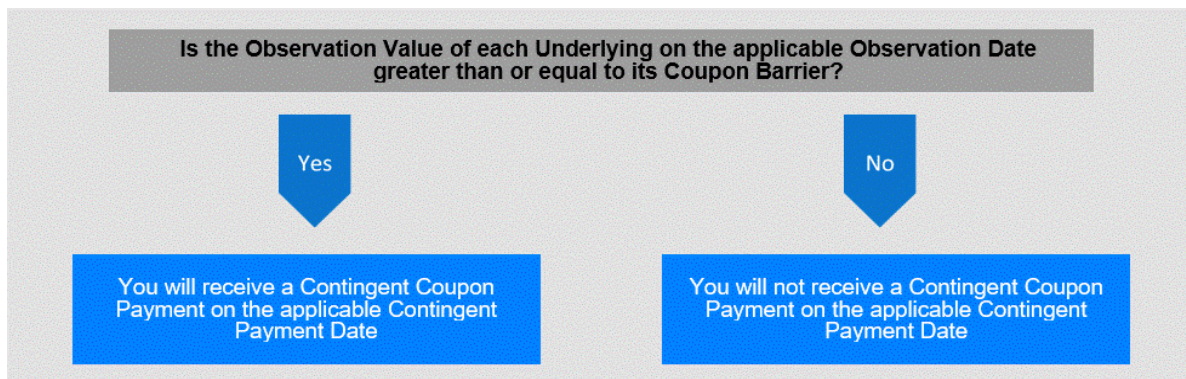 Is the Observation Value of each Underlying on the applicable Observation Date
greater than or equal to its Coupon Barrier?
Yes
No
You will receive a Contingent Coupon
Payment on the applicable Contingent
Payment Date
You will not receive a Contingent Coupon
Payment on the applicable Contingent
Payment Date